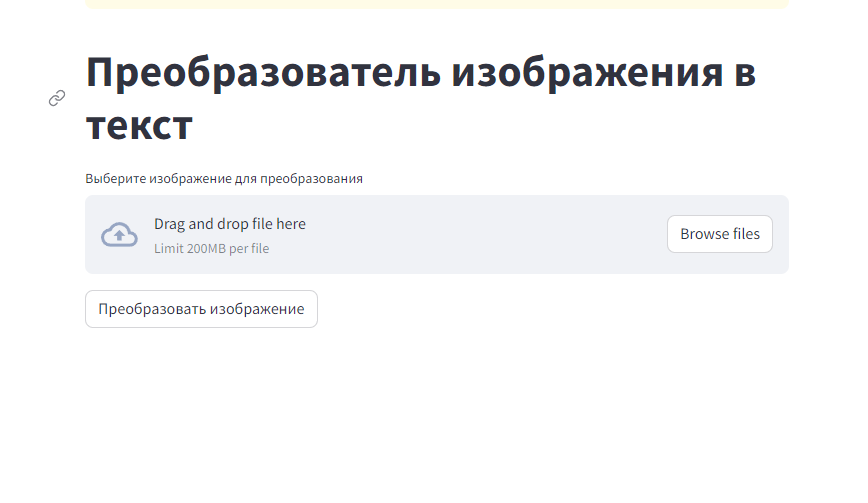 Преобразователь изображения в
текст
Выберите изображение для преобразования
Drag and drop file here
Limit 200MB per file
Browse files
Преобразовать изображение